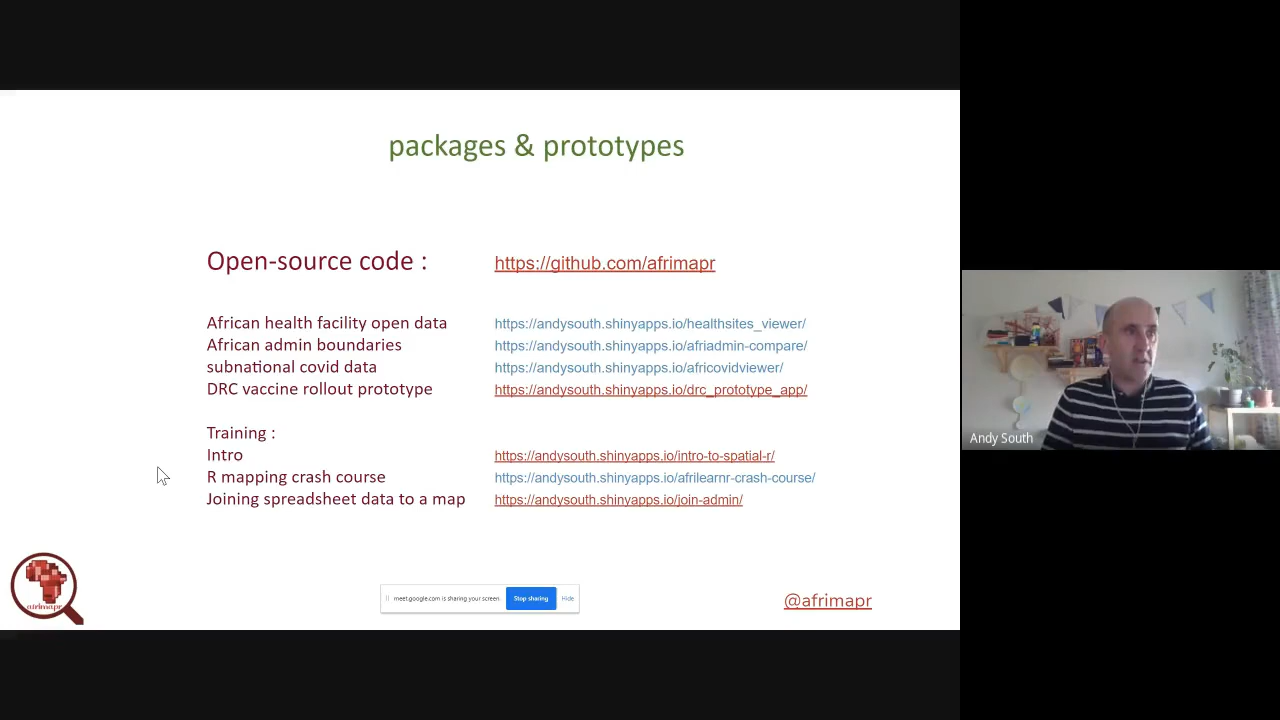 packages & prototypes
Open-source code : https://github.com/afrimapr
African health facility open data https://andysouth.shinyapps.io/healthsites_viewer/
African admin boundaries https://andysouth.shinyapps.io/afriadmin-compare/
subnational covid data https://andysouth.shinyapps.io/africovidviewer/
DRC vaccine rollout prototype https://andysouth.shinyapps.io/drc_prototype_app/
Training :
Intro https://andysouth.shinyapps.io/intro-to-spatial-r/
R mapping crash course https://andysouth.shinyapps.io/afrilearnr-crash-course/
Joining spreadsheet data to a map https://andysouth.shinyapps.io/join-admin/
afrimapr
meet.google.com is sharing your screen. Stop sharing Hide
@afrimapr
Andy South